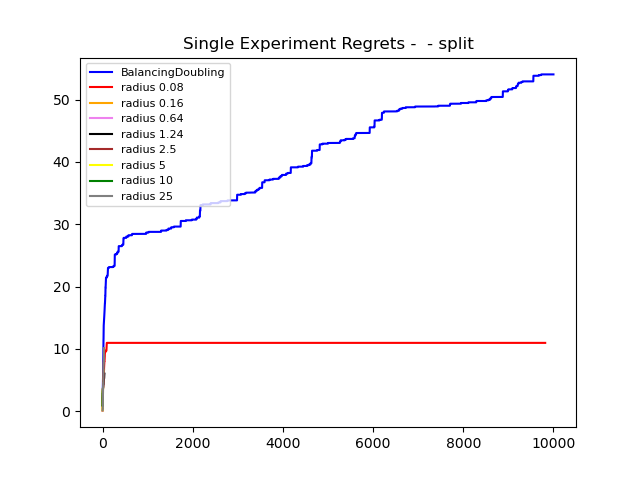 Single Experiment Regrets -  - split
BalancingDoubling
radius 0.08
radius 0.16
radius 0.64
radius 1.24
radius 2.5
radius 5
radius 10
radius 25
50
40
30
20
10
0
0 2000 4000 6000 8000 10000